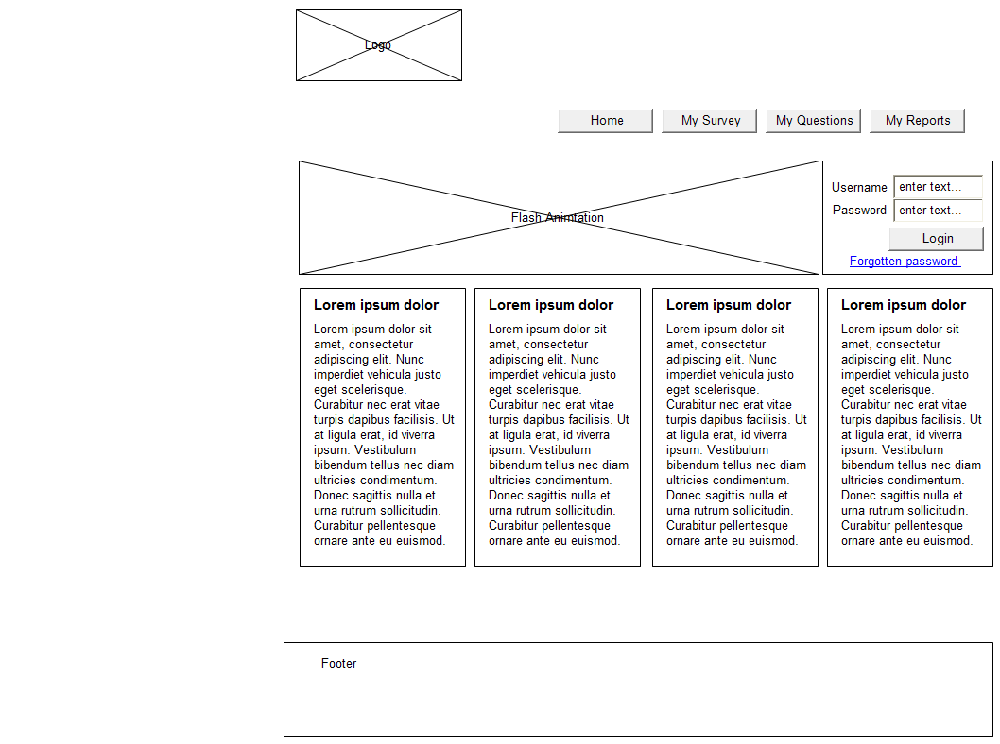 Logo
Home My Survey My Questions My Reports
Flash Animtation
Username enter text...
Password enter text...
Login
Forgotten password
Lorem ipsum dolor
Lorem ipsum dolor sit
amet, consectetur
adipiscing elit. Nunc
imperdiet vehicula justo
eget scelerisque.
Curabitur nec erat vitae
turpis dapibus facilisis. Ut
at ligula erat, id viverra
ipsum. Vestibulum
bibendum tellus nec diam
ultricies condimentum.
Donec sagittis nulla et
urna rutrum sollicitudin.
Curabitur pellentesque
ornare ante eu euismod.
Lorem ipsum dolor
Lorem ipsum dolor sit
amet, consectetur
adipiscing elit. Nunc
imperdiet vehicula justo
eget scelerisque.
Curabitur nec erat vitae
turpis dapibus facilisis. Ut
at ligula erat, id viverra
ipsum. Vestibulum
bibendum tellus nec diam
ultricies condimentum.
Donec sagittis nulla et
urna rutrum sollicitudin.
Curabitur pellentesque
ornare ante eu euismod.
Lorem ipsum dolor
Lorem ipsum dolor sit
amet, consectetur
adipiscing elit. Nunc
imperdiet vehicula justo
eget scelerisque.
Curabitur nec erat vitae
turpis dapibus facilisis. Ut
at ligula erat, id viverra
ipsum. Vestibulum
bibendum tellus nec diam
ultricies condimentum.
Donec sagittis nulla et
urna rutrum sollicitudin.
Curabitur pellentesque
ornare ante eu euismod.
Lorem ipsum dolor
Lorem ipsum dolor sit
amet, consectetur
adipiscing elit. Nunc
imperdiet vehicula justo
eget scelerisque.
Curabitur nec erat vitae
turpis dapibus facilisis. Ut
at ligula erat, id viverra
ipsum. Vestibulum
bibendum tellus nec diam
ultricies condimentum.
Donec sagittis nulla et
urna rutrum sollicitudin.
Curabitur pellentesque
ornare ante eu euismod.
Footer